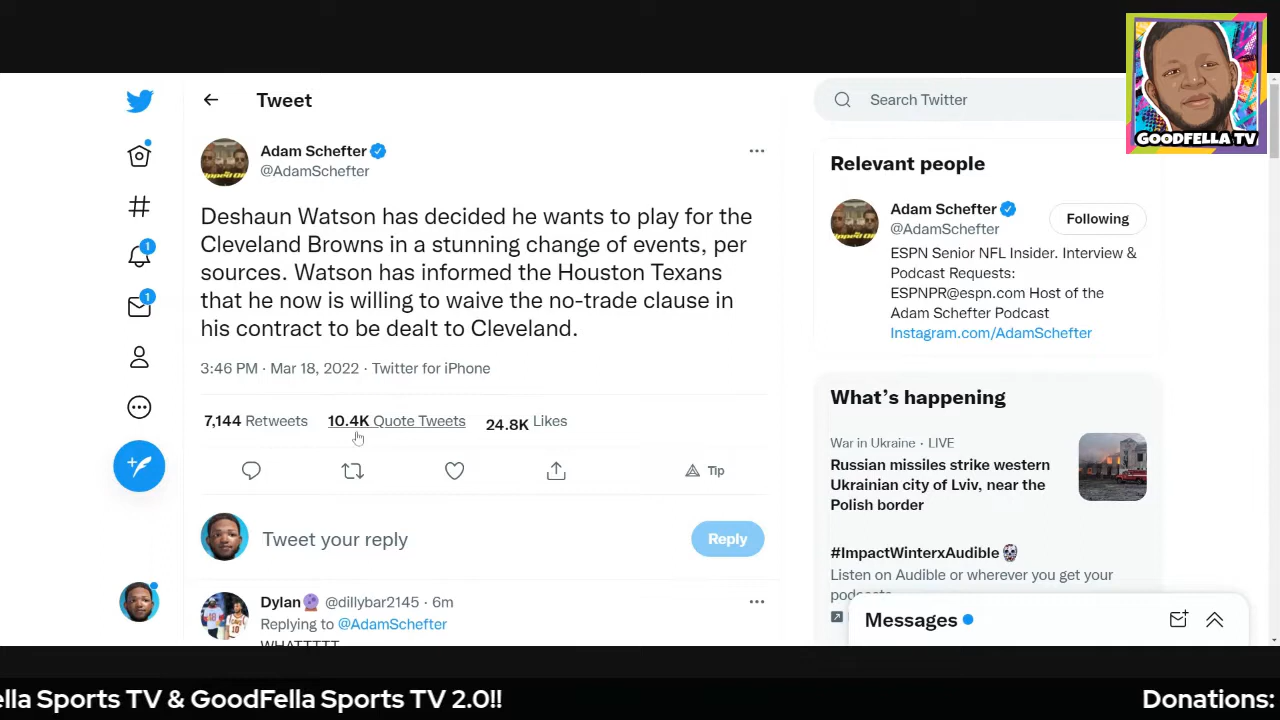 GOODFELLA TV
Tweet
Search Twitter
Adam Schefter
@AdamSchefter
Deshaun Watson has decided he wants to play for the
Cleveland Browns in a stunning change of events, per
sources. Watson has informed the Houston Texans
that he now is willing to waive the no-trade clause in
his contract to be dealt to Cleveland.
3:46 PM · Mar 18, 2022 · Twitter for iPhone
7,144 Retweets 10.4K Quote Tweets 24.8K Likes
Tip
Tweet your reply
Reply
Dylan @dillybar2145 · 6m
Replying to @AdamSchefter
WHATTTTT
1
1
Relevant people
Adam Schefter
@AdamSchefter
Following
ESPN Senior NFL Insider. Interview &
Podcast Requests:
ESPNPR@espn.com Host of the
Adam Schefter Podcast
Instagram.com/AdamSchefter
What's happening
War in Ukraine · LIVE
Russian missiles strike western
Ukrainian city of Lviv, near the
Polish border
#ImpactWinterxAudible
Listen on Audible or wherever you get your
podcasts.
Messages
ella Sports TV & GoodFella Sports TV 2.0!!
Donations: